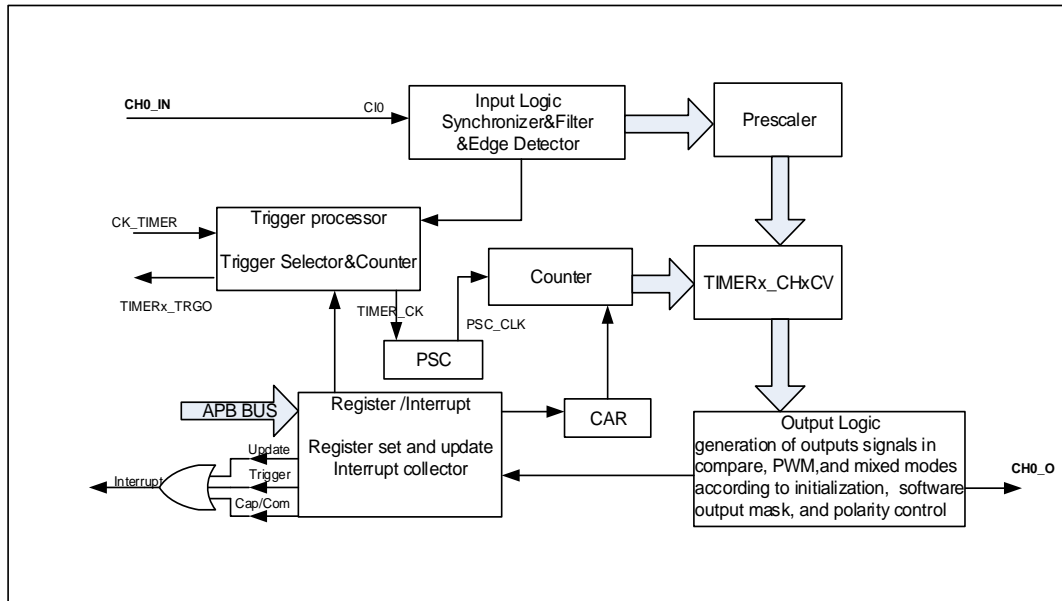 CH0_IN
CI0
Input Logic
Synchronizer&Filter
&Edge Detector
Prescaler
CK_TIMER
Trigger processor
Trigger Selector&Counter
TIMERx_TRGO
TIMER_CK
PSC
PSC_CLK
Counter
TIMERx_CHxCV
APB BUS
Register /Interrupt
Register set and update
Interrupt collector
CAR
Update
Trigger
Cap/Com
Interrupt
Output Logic
generation of outputs signals in
compare, PWM,and mixed modes
according to initialization, software
output mask, and polarity control
CH0_O